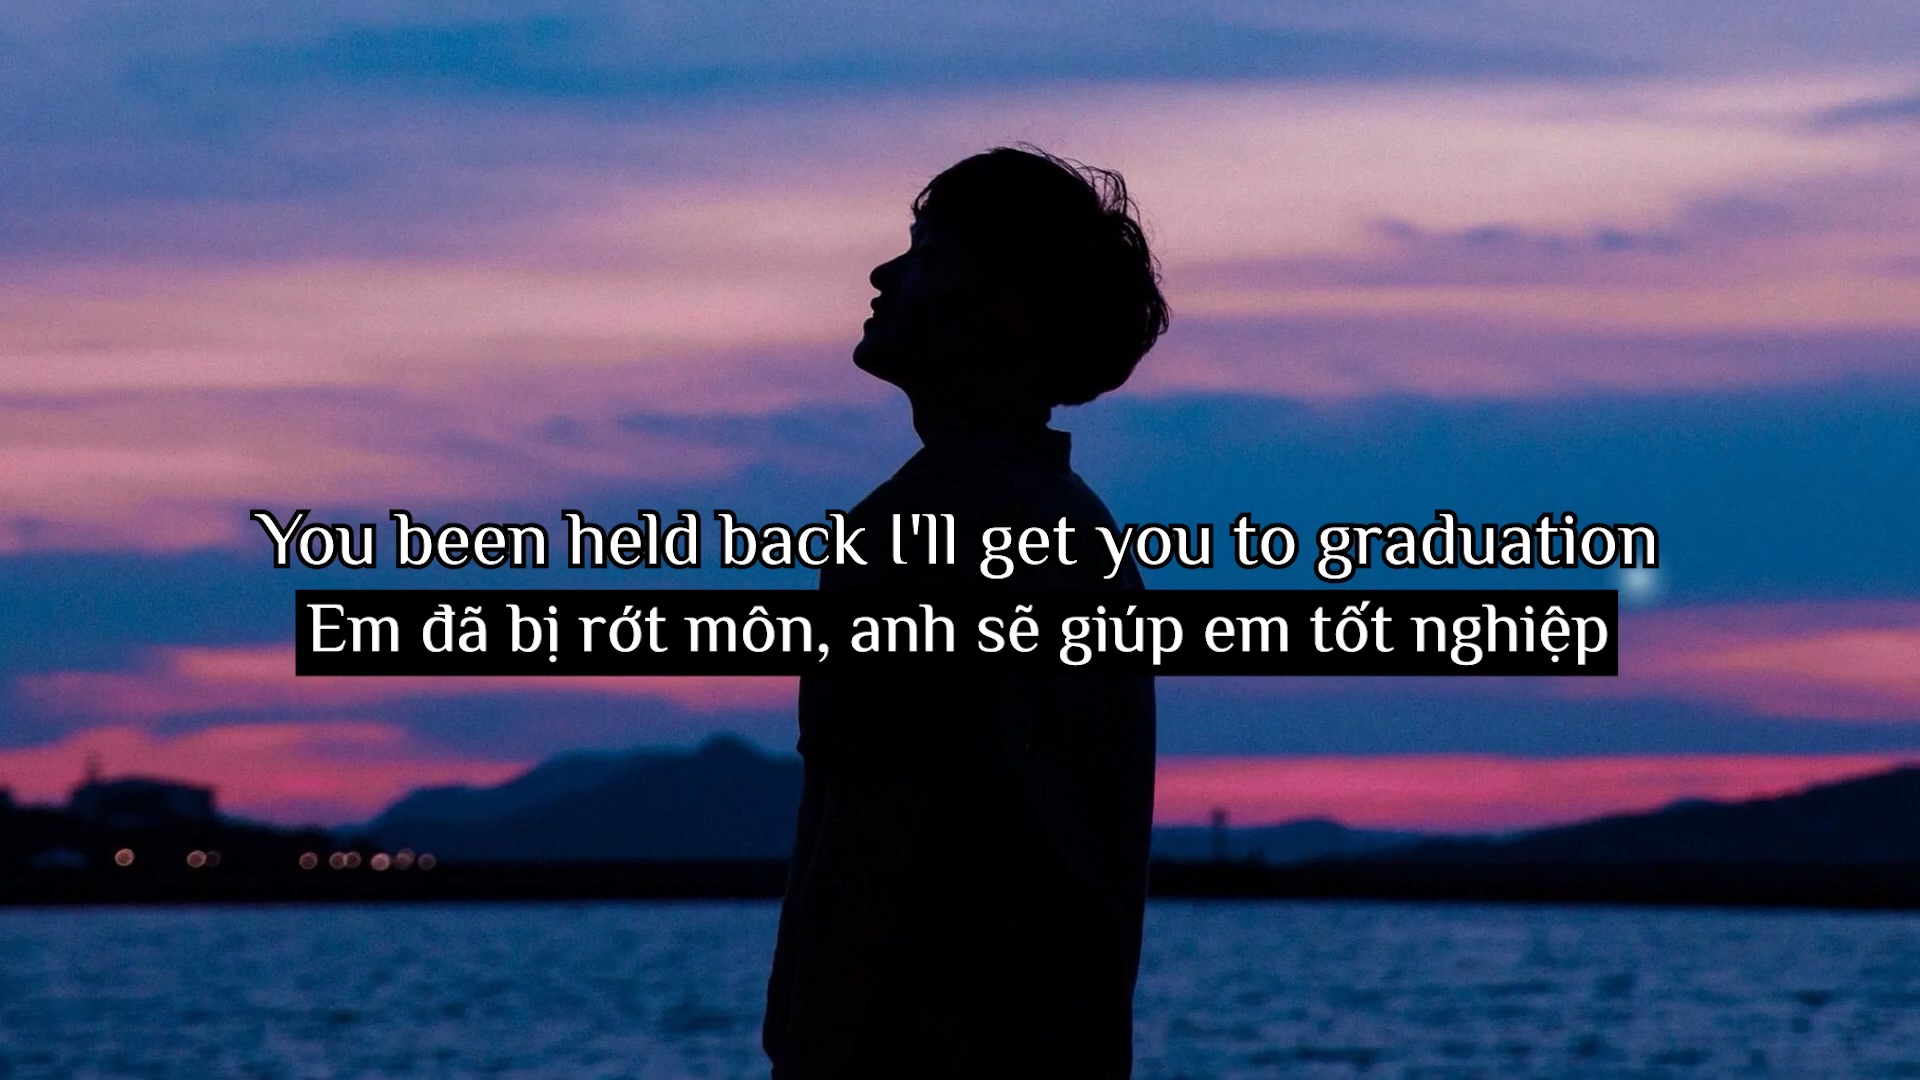 You been held back I'll get you to graduation
Em đã bị rớt môn, anh sẽ giúp em tốt nghiệp